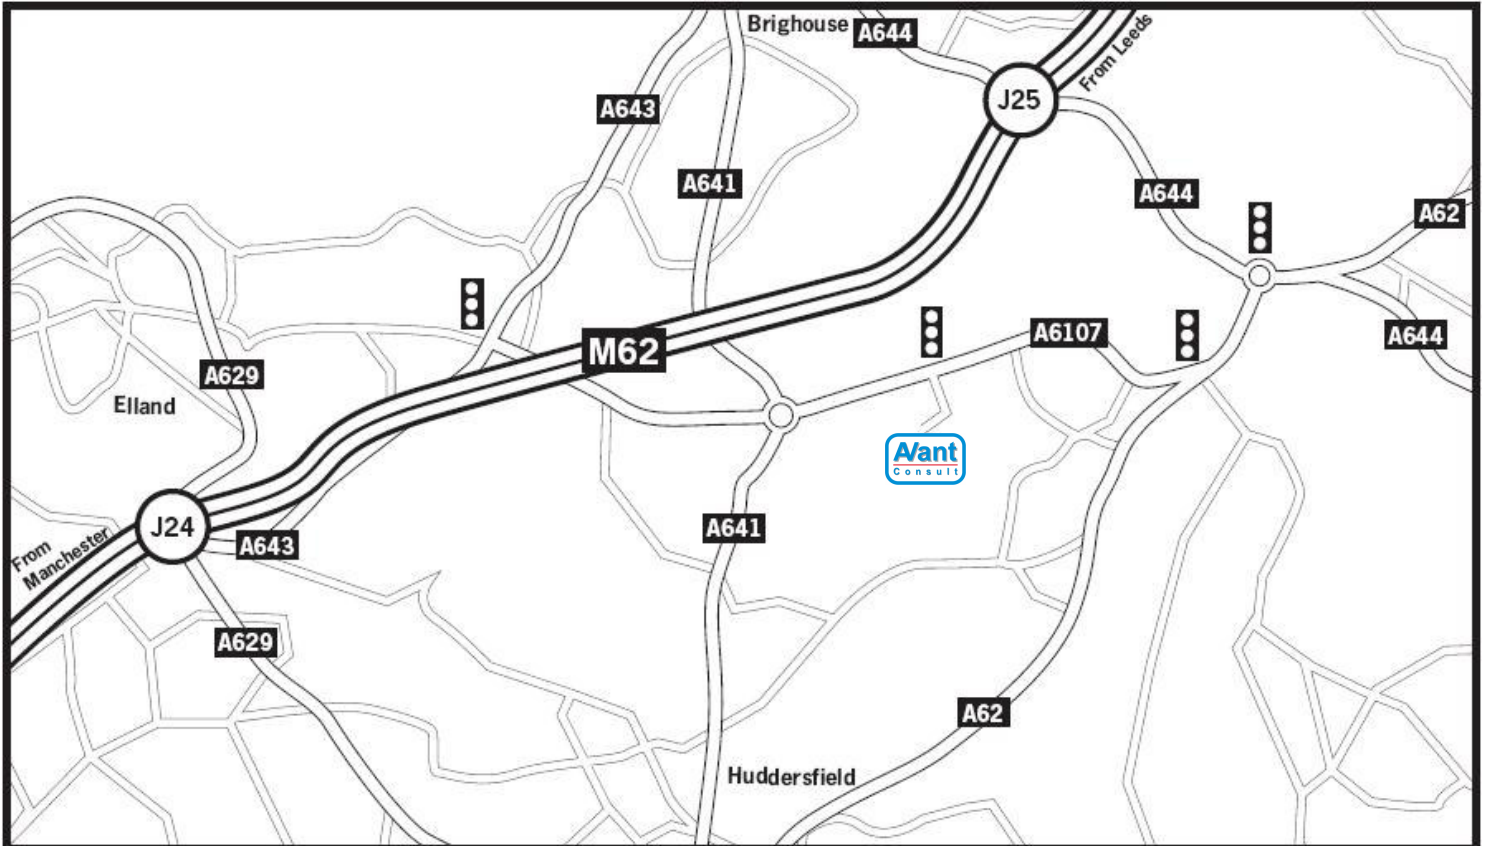 Brighouse
A644
From Leeds
J25
A643
A641
A644
A62
M62
A6107
A644
A629
Elland
Avant
Consult
J24
From
Manchester
A643
A641
A629
A62
Huddersfield